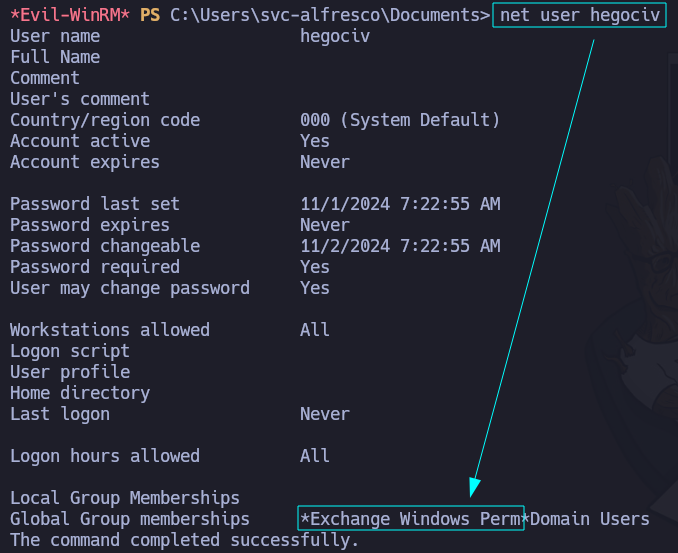 *Evil-WinRM* PS C:\Users\svc-alfresco\Documents> net user hegociv
User name                    hegociv
Full Name
Comment
User's comment
Country/region code          000 (System Default)
Account active               Yes
Account expires              Never
Password last set            11/1/2024 7:22:55 AM
Password expires             Never
Password changeable          11/2/2024 7:22:55 AM
Password required            Yes
User may change password     Yes
Workstations allowed         All
Logon script
User profile
Home directory
Last logon                   Never
Logon hours allowed          All
Local Group Memberships
Global Group memberships     *Exchange Windows Perm*Domain Users
The command completed successfully.